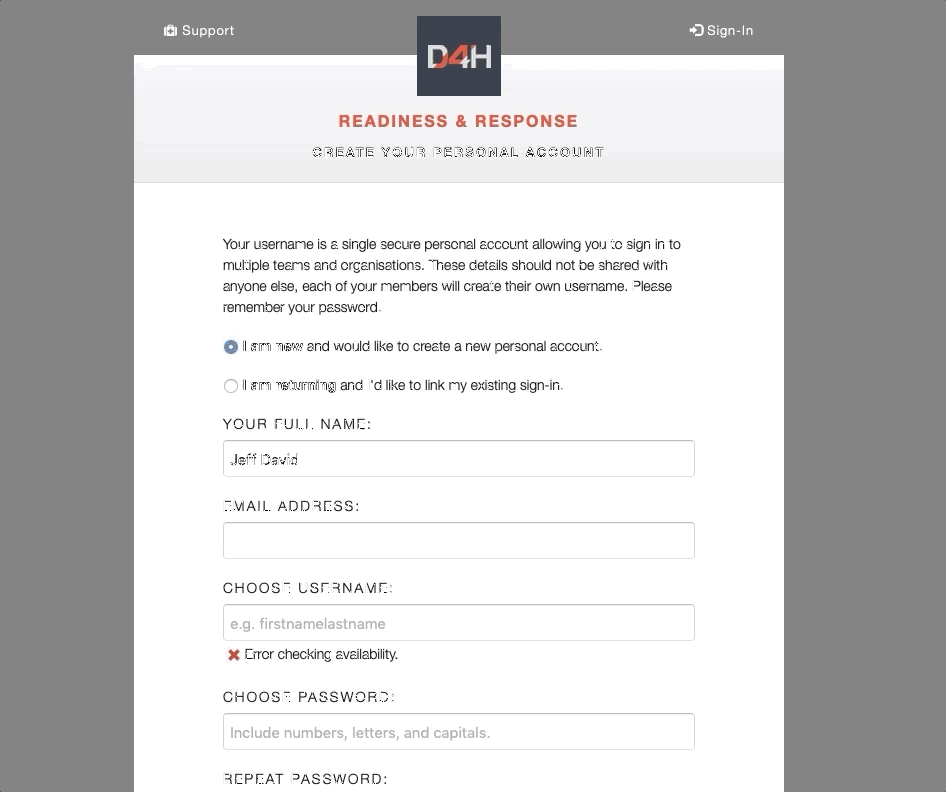 Support
Sign-In
D4H
READINESS & RESPONSE
CREATE YOUR PERSONAL ACCOUNT
Your username is a single secure personal account allowing you to sign in to
multiple teams and organisations. These details should not be shared with
anyone else, each of your members will create their own username. Please
remember your password.
I am new and would like to create a new personal account.
I am returning and I'd like to link my existing sign-in.
YOUR FULL NAME:
Jeff David
EMAIL ADDRESS:
CHOOSE USERNAME:
e.g. firstnamelastname
Error checking availability.
CHOOSE PASSWORD:
Include numbers, letters, and capitals.
REPEAT PASSWORD: